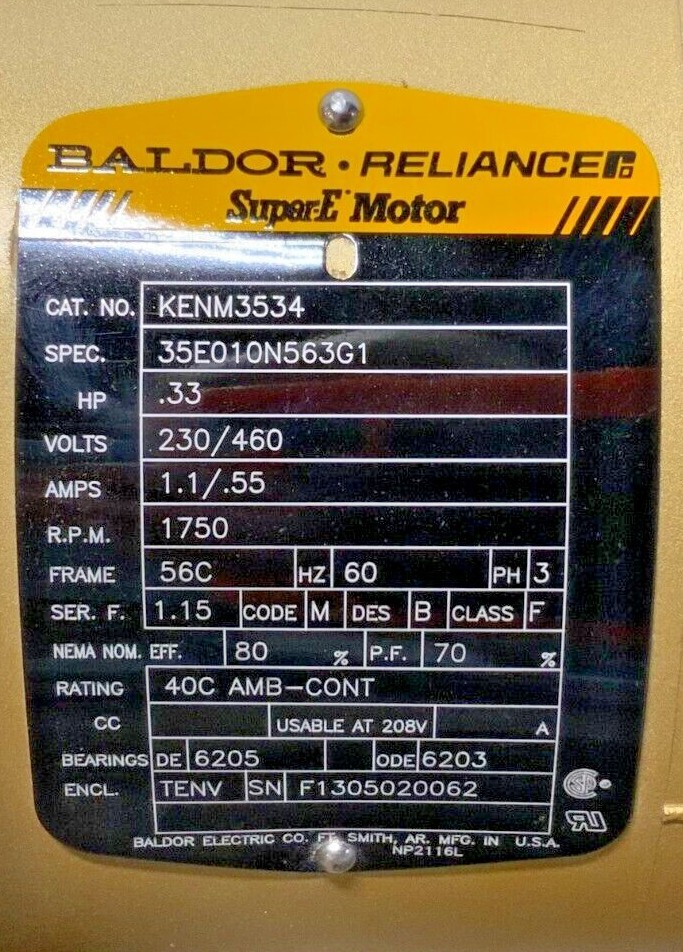 BALDOR • RELIANCE
Super-E Motor
CAT. NO. KENM3534
SPEC. 35E010N563G1
HP .33
VOLTS 230/460
AMPS 1.1/.55
R.P.M. 1750
FRAME 56C HZ 60 PH 3
SER. F. 1.15 CODE M DES B CLASS F
NEMA NOM. EFF. 80 % P.F. 70 %
RATING 40C AMB-CONT
CC USABLE AT 208V A
BEARINGS DE 6205 ODE 6203
ENCL. TENV SN F1305020062
BALDOR ELECTRIC CO. FT. SMITH, AR. MFG. IN U.S.A.
NP2116L